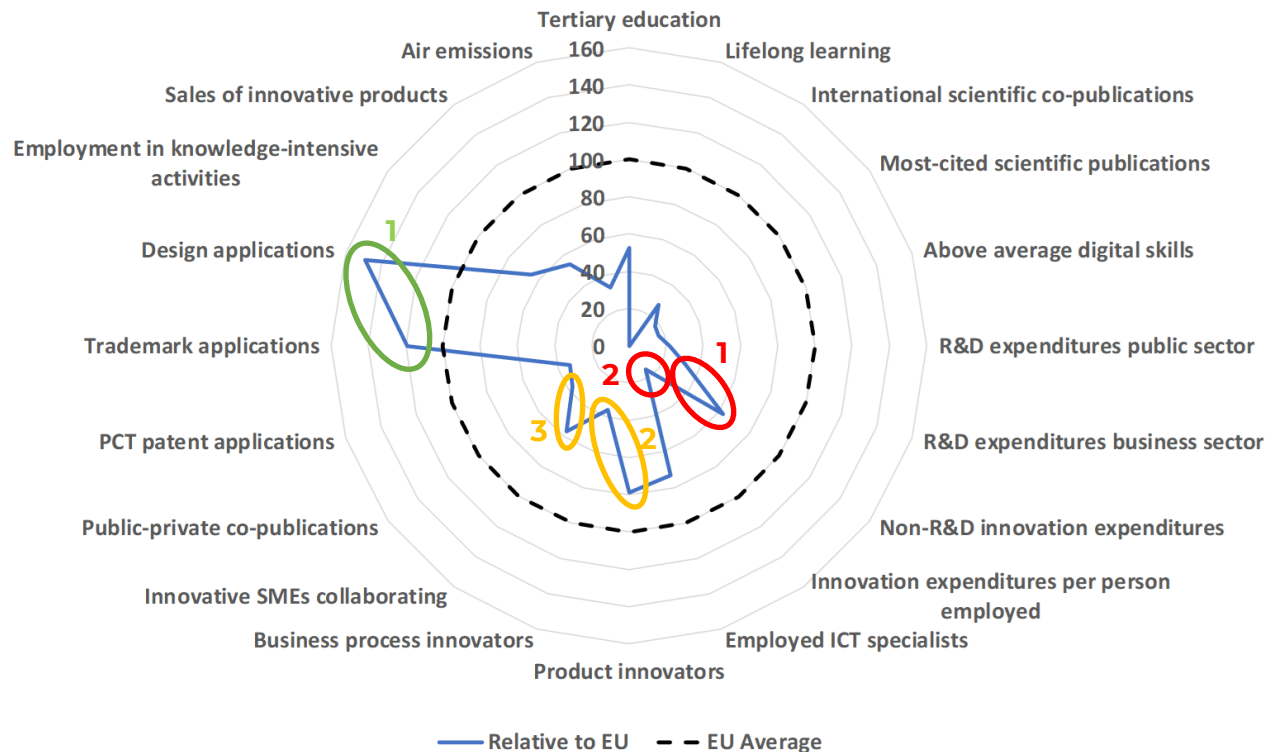 Tertiary education
160
Air emissions
Lifelong learning
140
Sales of innovative products
International scientific co-publications
120
Employment in knowledge-intensive
activities
100
Most-cited scientific publications
80
1
Design applications
60
Above average digital skills
40
20
Trademark applications
0
R&D expenditures public sector
2
1
3
2
PCT patent applications
R&D expenditures business sector
Public-private co-publications
Non-R&D innovation expenditures
Innovative SMEs collaborating
Innovation expenditures per person
employed
Business process innovators
Employed ICT specialists
Product innovators
Relative to EU
EU Average